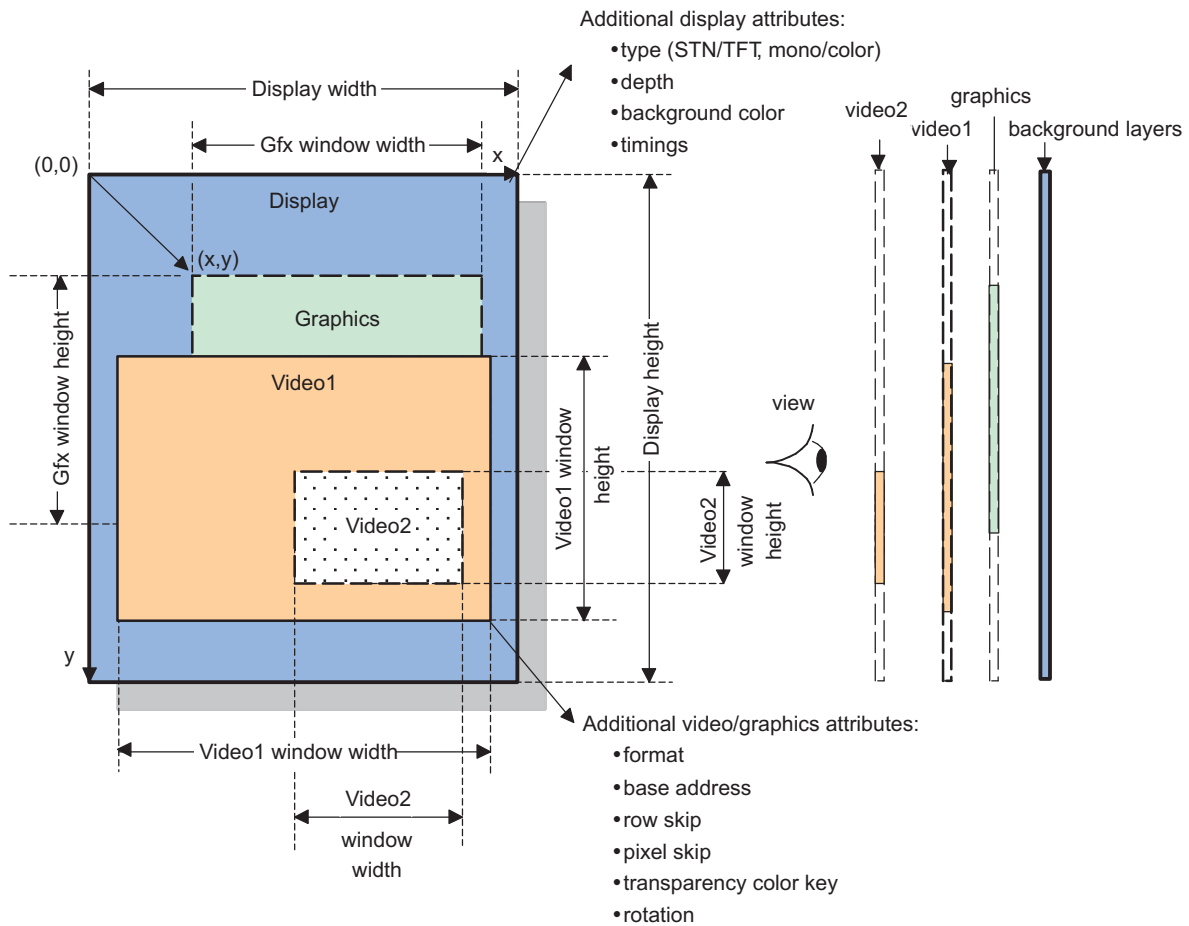 Additional display attributes:
•type (STN/TFT, mono/color)
•depth
•background color
•timings
Display width
Gfx window width
x
(0,0)
Display
(x,y)
Graphics
Gfx window height
Video1
Video2
Video1 window
height
Display height
Video2
window
height
y
Video1 window width
Video2
window
width
view
video2
video1
graphics
background layers
Additional video/graphics attributes:
•format
•base address
•row skip
•pixel skip
•transparency color key
•rotation